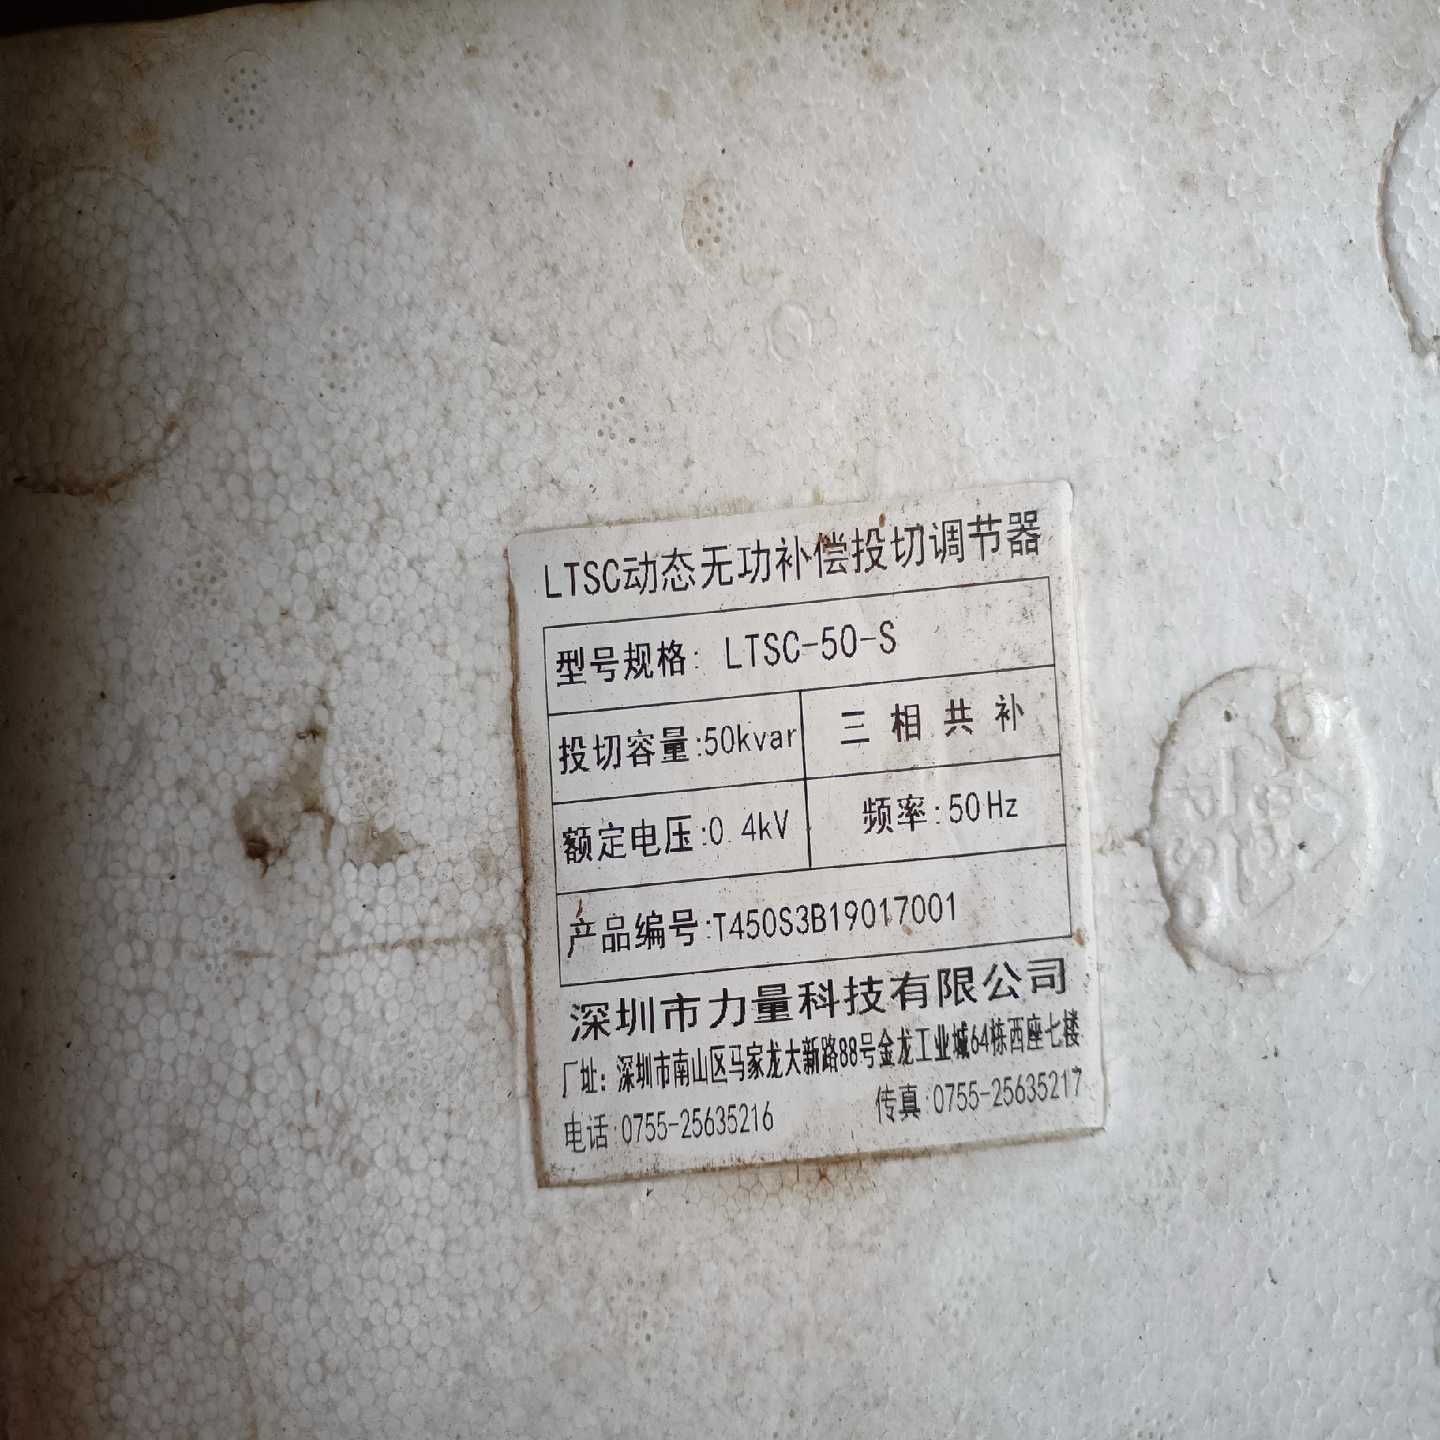 LTSC动态无功补偿投切调节器
型号规格: LTSC-50-S
投切容量:50kvar 三相共补
额定电压:0.4kV 频率:50Hz
产品编号:T450S3B19017001
深圳市力量科技有限公司
厂址: 深圳市南山区马家龙大新路88号金龙工业城64栋西座七楼
电话:0755-25635216 传真:0755-25635217